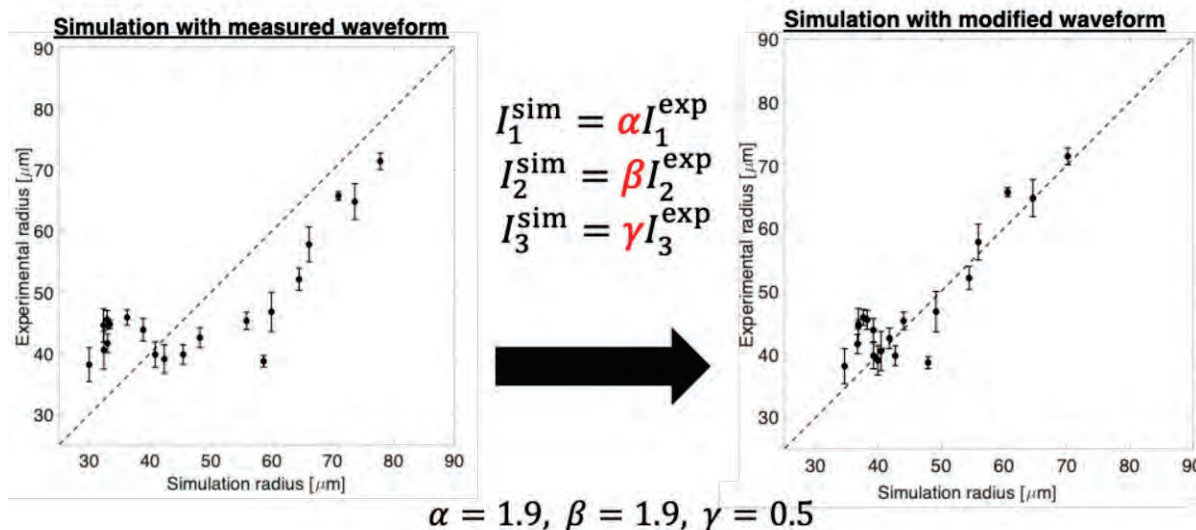 Simulation with measured waveform
90
80
70
60
50
40
30
Experimental radius [μm]
30 40 50 60 70 80 90
Simulation radius [μm]
I₁^sim = αI₁^exp
I₂^sim = βI₂^exp
I₃^sim = γI₃^exp
Simulation with modified waveform
90
80
70
60
50
40
30
Experimental radius [μm]
30 40 50 60 70 80 90
Simulation radius [μm]
α = 1.9, β = 1.9, γ = 0.5